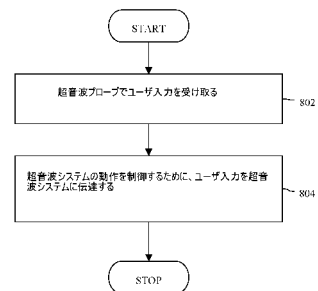 START
超音波プローブでユーザ入力を受け取る
802
超音波システムの動作を制御するために、ユーザ入力を超音
波システムに伝達する
804
STOP